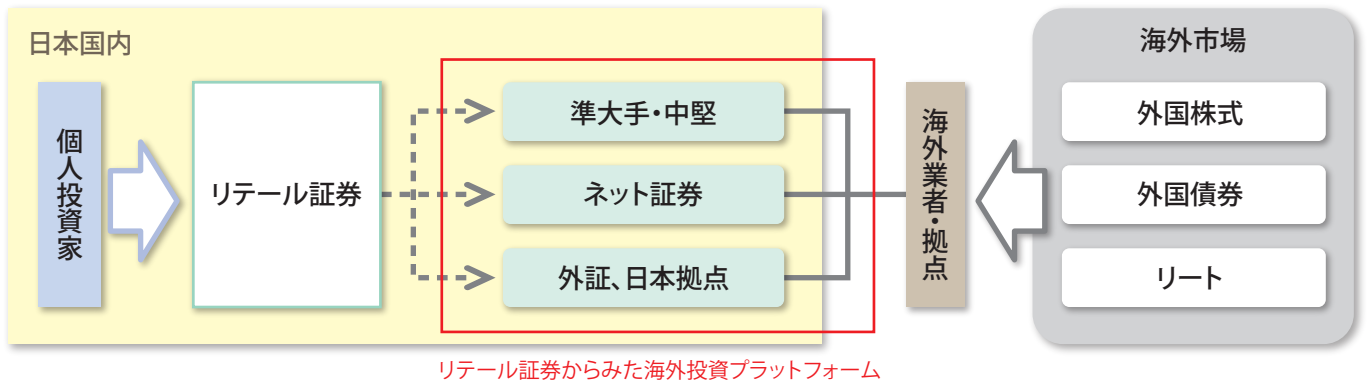 日本国内
個人投資家
リテール証券
準大手・中堅
ネット証券
外証、日本拠点
海外業者・拠点
海外市場
外国株式
外国債券
リート
リテール証券からみた海外投資プラットフォーム